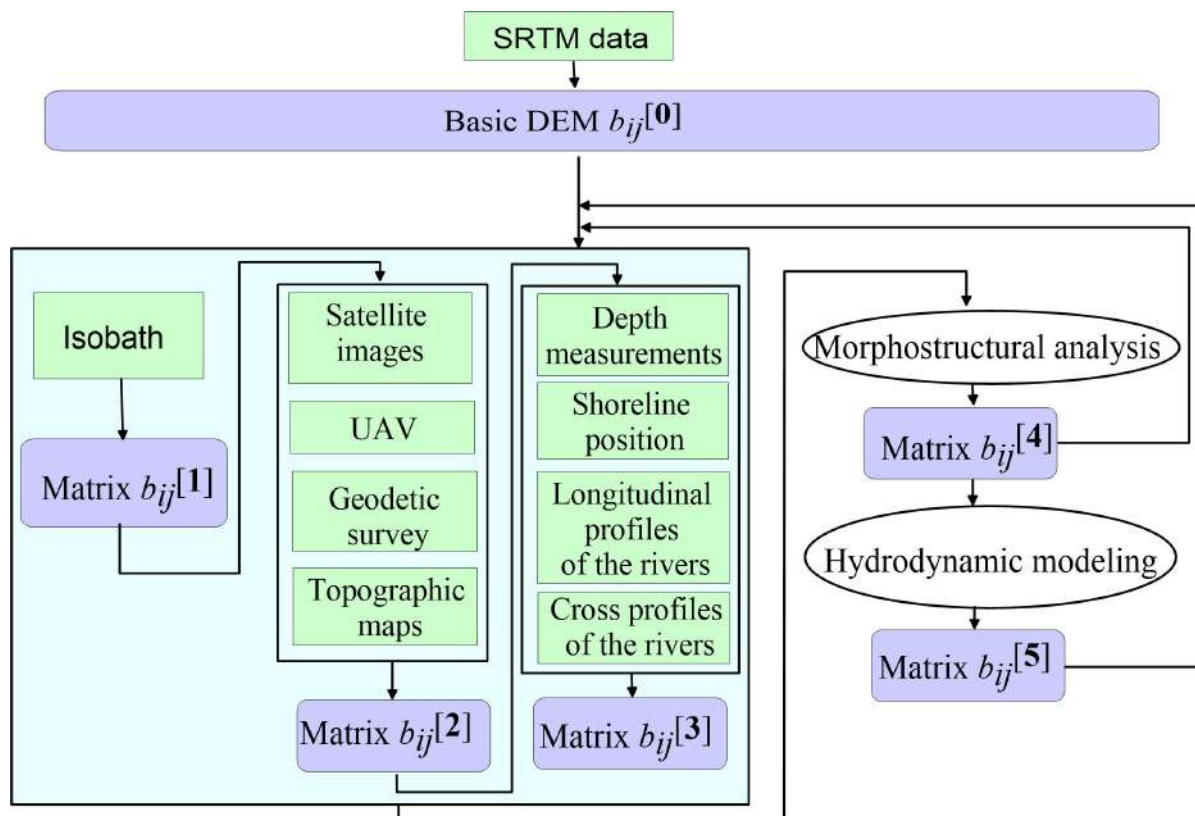 SRTM data
Basic DEM bij[0]
Isobath
Matrix bij[1]
Satellite
images
UAV
Geodetic
survey
Topographic
maps
Matrix bij[2]
Depth
measurements
Shoreline
position
Longitudinal
profiles
of the rivers
Cross profiles
of the rivers
Matrix bij[3]
Morphostructural analysis
Matrix bij[4]
Hydrodynamic modeling
Matrix bij[5]